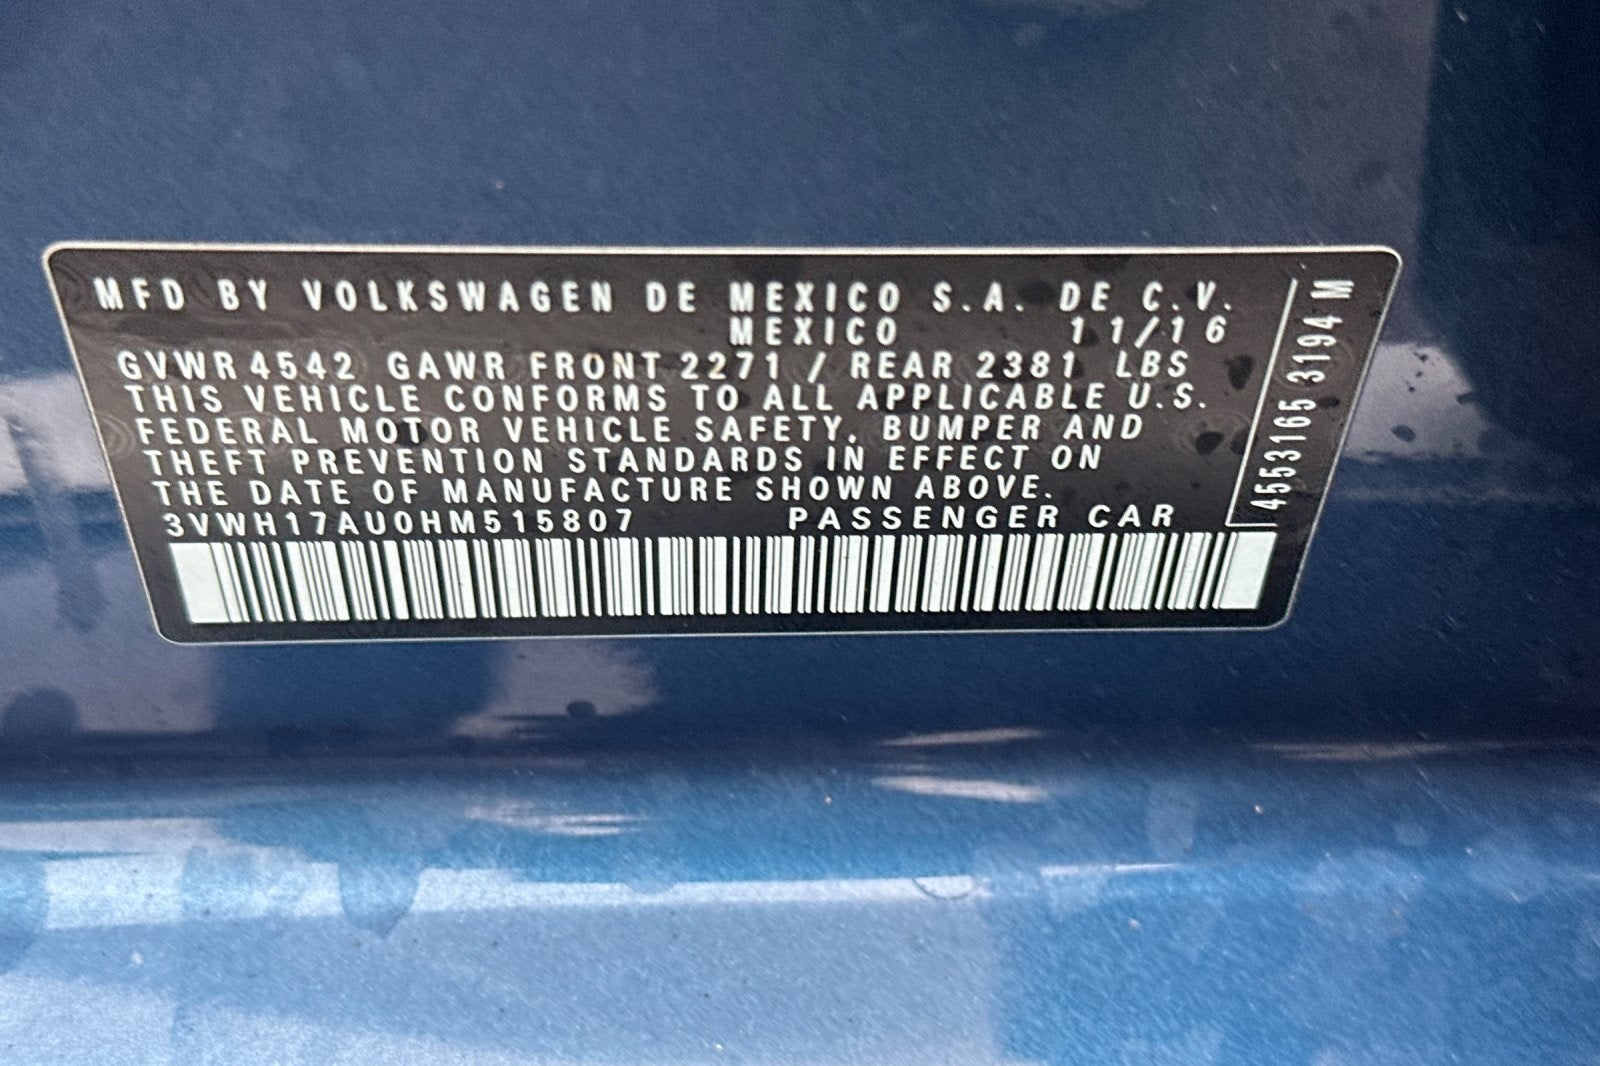 MFD BY VOLKSWAGEN DE MEXICO S.A. DE C.V.
MEXICO 11/16
GVWR 4542 GAWR FRONT 2271 / REAR 2381 LBS
THIS VEHICLE CONFORMS TO ALL APPLICABLE U.S.
FEDERAL MOTOR VEHICLE SAFETY, BUMPER AND
THEFT PREVENTION STANDARDS IN EFFECT ON
THE DATE OF MANUFACTURE SHOWN ABOVE.
3VWH17AU0HM515807 PASSENGER CAR
4553165 3194 M